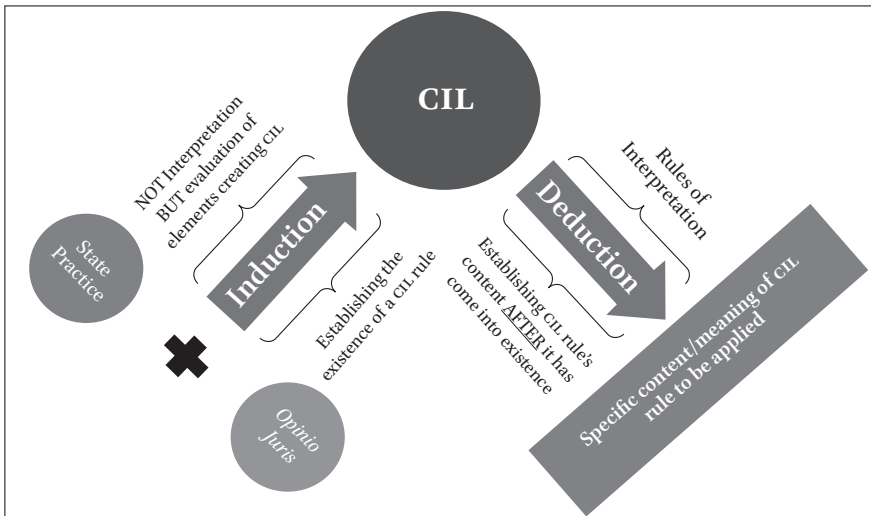 CIL
NOT Interpretation
BUT evaluation of
elements creating CIL
State
Practice
Induction
Establishing the
existence of a CIL rule
Opinio
Juris
Rules of
Interpretation
Deduction
Establishing CIL rule's
content AFTER it has
come into existence
Specific content/meaning of CIL
rule to be applied